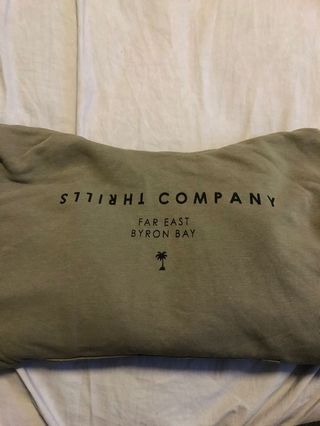 THRILLS COMPANY
FAR EAST
BYRON BAY